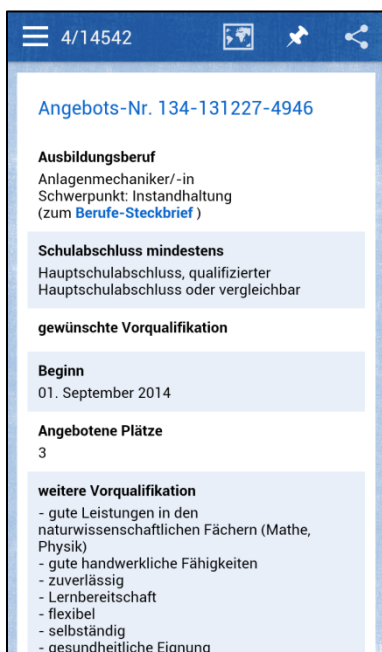 4/14542
Angebots-Nr. 134-131227-4946
Ausbildungsberuf
Anlagenmechaniker/-in
Schwerpunkt: Instandhaltung
(zum Berufe-Steckbrief )
Schulabschluss mindestens
Hauptschulabschluss, qualifizierter
Hauptschulabschluss oder vergleichbar
gewünschte Vorqualifikation
Beginn
01. September 2014
Angebotene Plätze
3
weitere Vorqualifikation
- gute Leistungen in den
naturwissenschaftlichen Fächern (Mathe,
Physik)
- gute handwerkliche Fähigkeiten
- zuverlässig
- Lernbereitschaft
- flexibel
- selbständig
- gesundheitliche Eignung